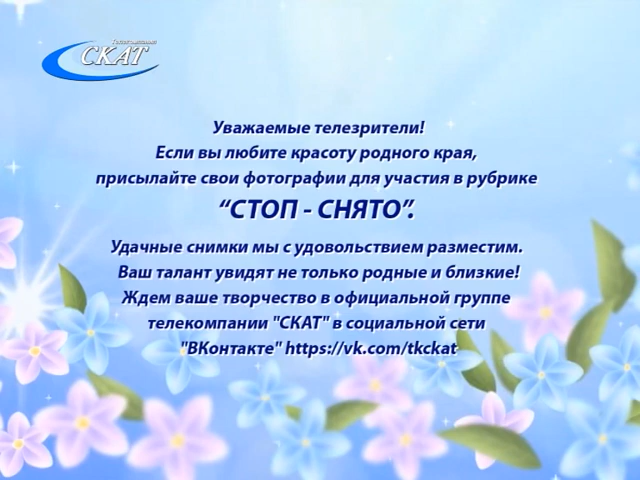 Телекомпания
СКАТ
Уважаемые телезрители!
Если вы любите красоту родного края,
присылайте свои фотографии для участия в рубрике
“СТОП - СНЯТО”.
Удачные снимки мы с удовольствием разместим.
Ваш талант увидят не только родные и близкие!
Ждем ваше творчество в официальной группе
телекомпании "СКАТ" в социальной сети
"ВКонтакте" https://vk.com/tkckat